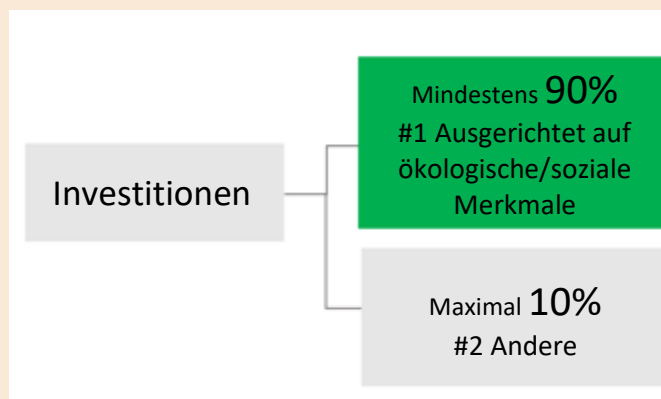 Investitionen
Mindestens 90%
#1 Ausgerichtet auf
ökologische/soziale
Merkmale
Maximal 10%
#2 Andere